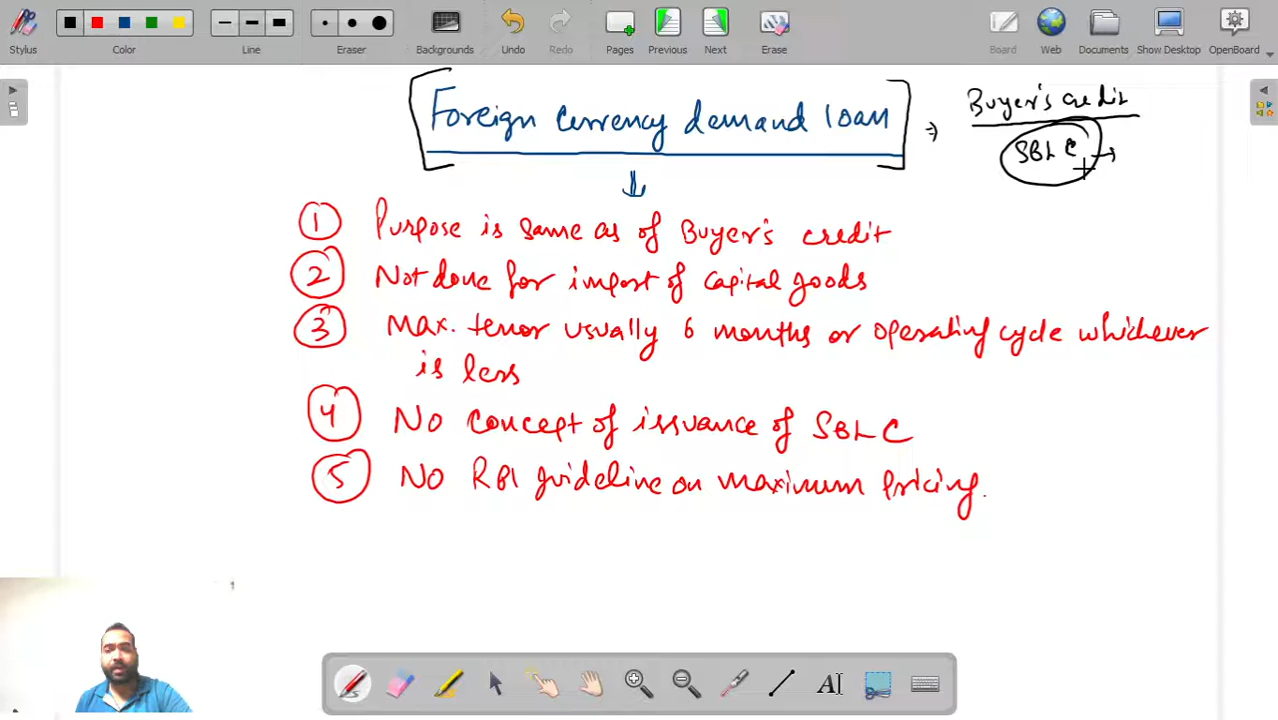 Stylus
Color
Line
Eraser
Backgrounds
Undo
Redo
Pages
Previous
Next
Erase
Board
Web
Documents
Show Desktop
OpenBoard
Foreign currency demand loan
Buyer's credit
SBLC
1 Purpose is same as of Buyer's credit
2 Not done for import of capital goods
3 Max. tenor usually 6 months or operating cycle whichever
is less
4 No concept of issuance of SBLC
5 No RBI guideline on maximum pricing.